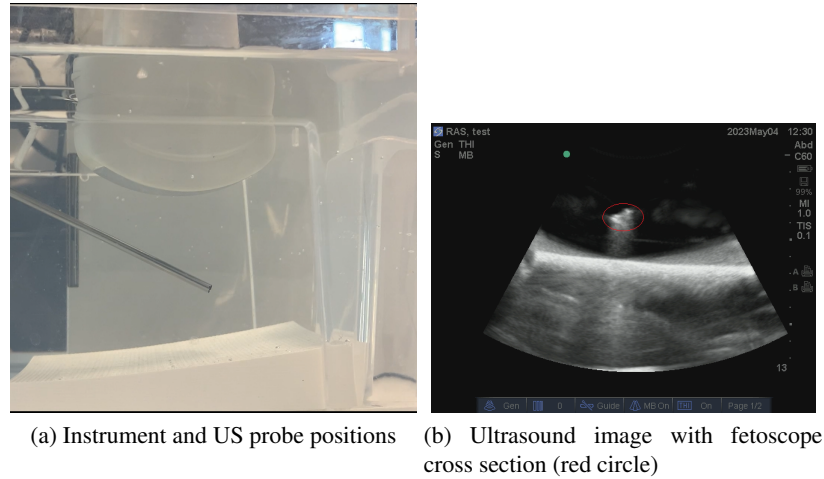 RAS, test 2023May04 12:30
Gen THI Abd
S MB C60
99%
MI
1.0
TIS
0.1
A
B
13
Gen 0 Guide MB On THI On Page 1/2
(a) Instrument and US probe positions
(b) Ultrasound image with fetoscope
cross section (red circle)